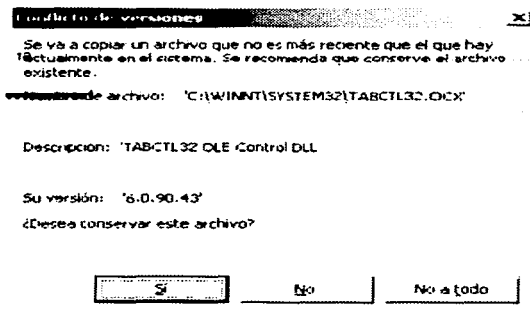 Conflicto de versiones
Se va a copiar un archivo que no es más reciente que el que hay
actualmente en el sistema. Se recomienda que conserve el archivo
existente.
de archivo: 'C:\WINNT\SYSTEM32\TABCTL32.OCX'
Descripción: 'TABCTL32 OLE Control DLL
Su versión: '6.0.90.43'
¿Desea conservar este archivo?
Sí No No a todo